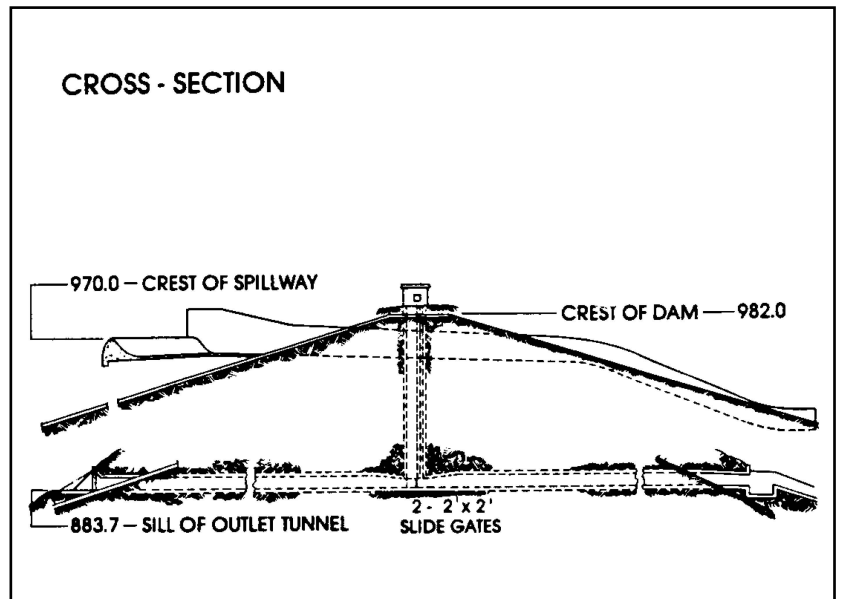 CROSS - SECTION
970.0 – CREST OF SPILLWAY
CREST OF DAM — 982.0
883.7 – SILL OF OUTLET TUNNEL
2 - 2' x 2'
SLIDE GATES